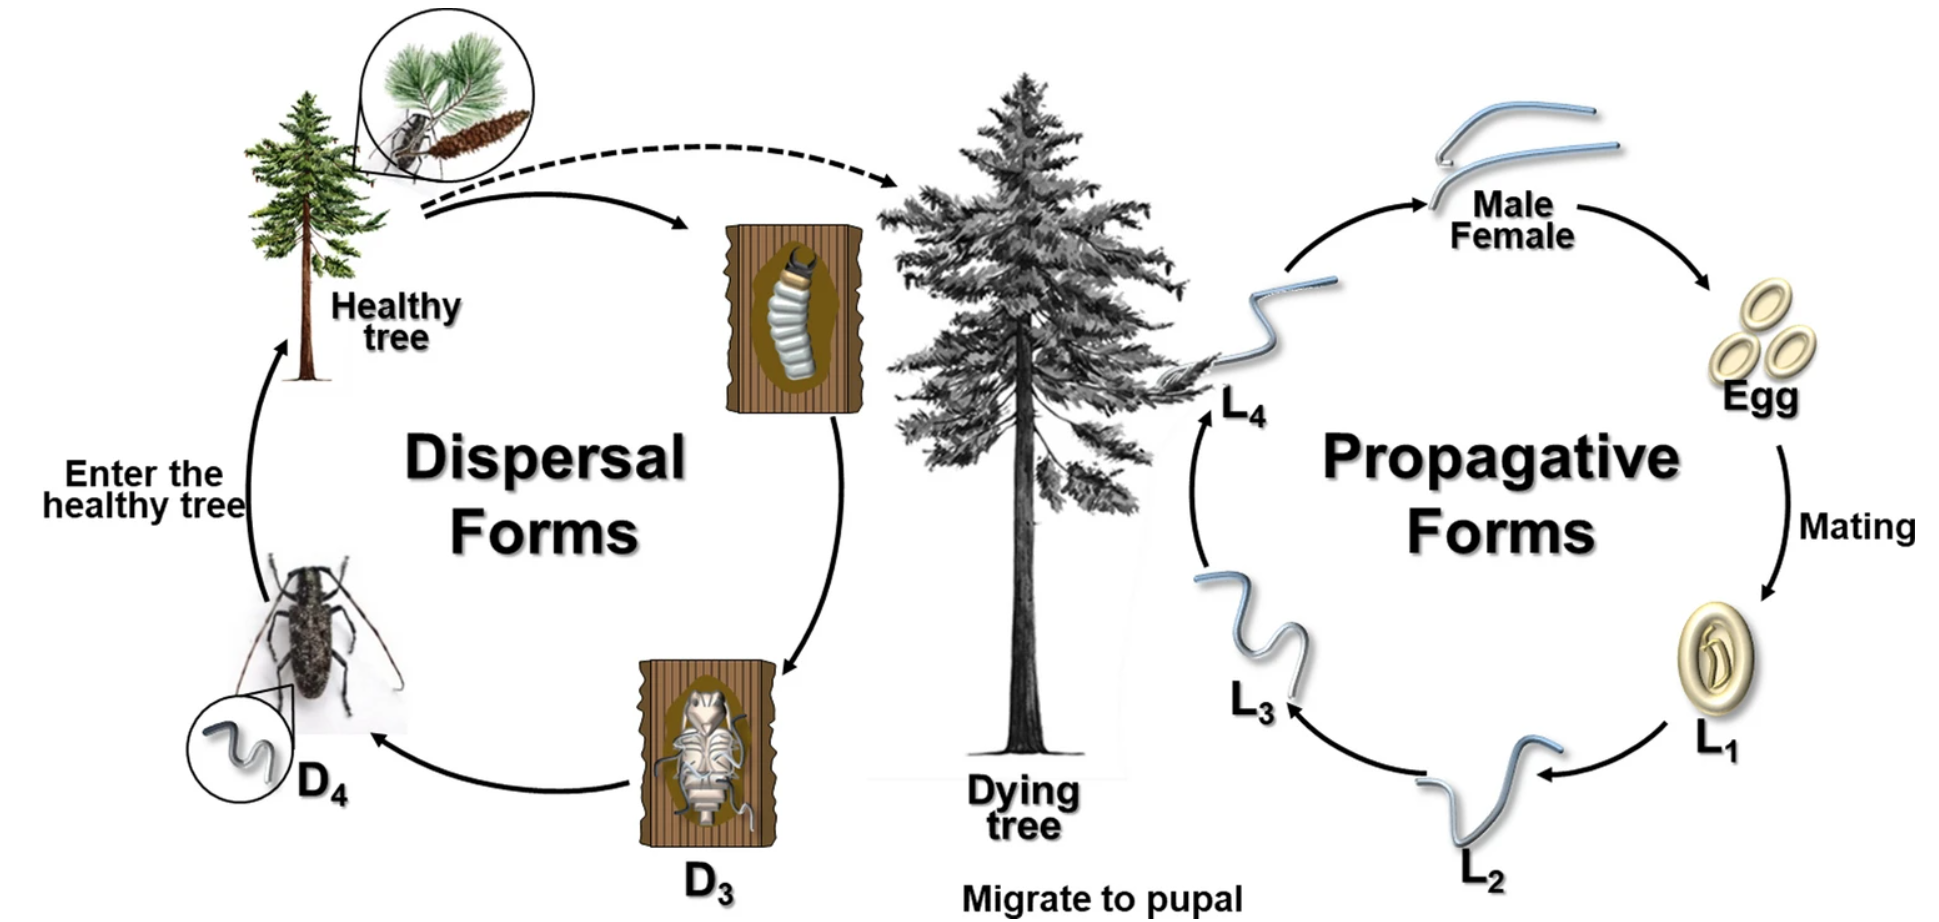 Healthy
tree
Enter the
healthy tree
Dispersal
Forms
D4
D3
Dying
tree
Migrate to pupal
Male
Female
Egg
Mating
L1
L2
L3
L4
Propagative
Forms